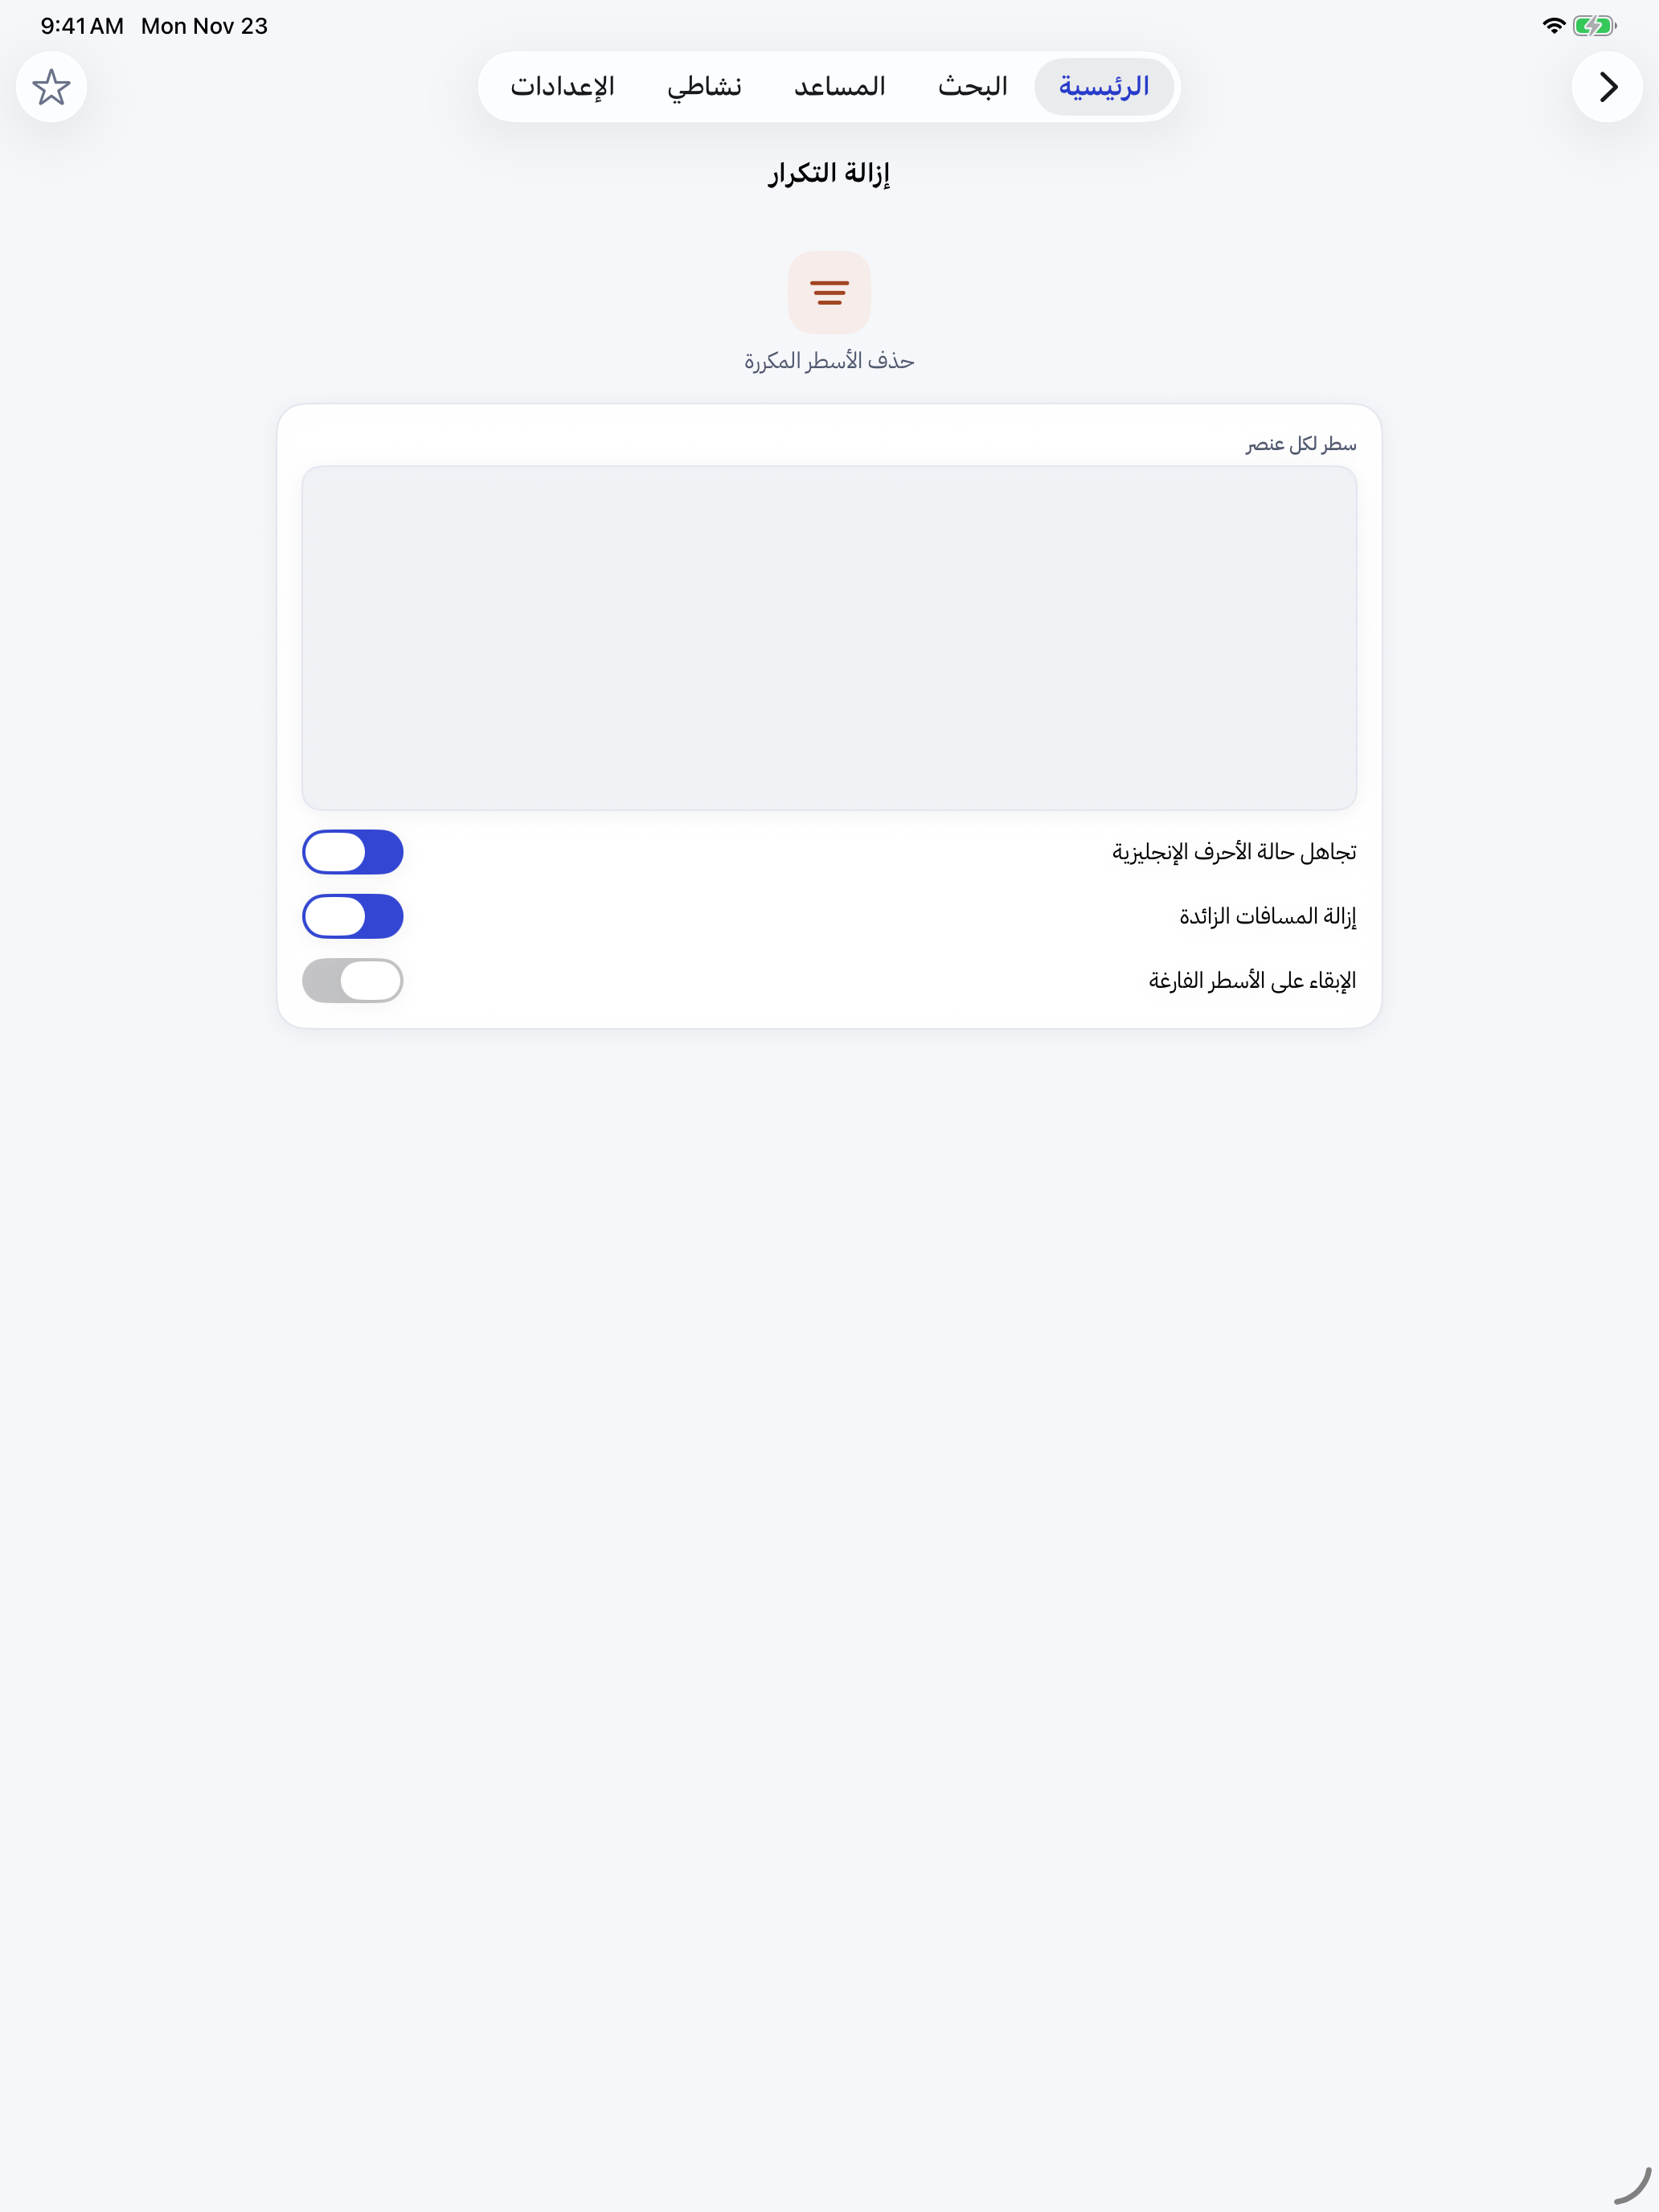 9:41 AM Mon Nov 23
الرئيسية البحث المساعد نشاطي الإعدادات
إزالة التكرار
حذف الأسطر المكررة
سطر لكل عنصر
تجاهل حالة الأحرف الإنجليزية
إزالة المسافات الزائدة
الإبقاء على الأسطر الفارغة